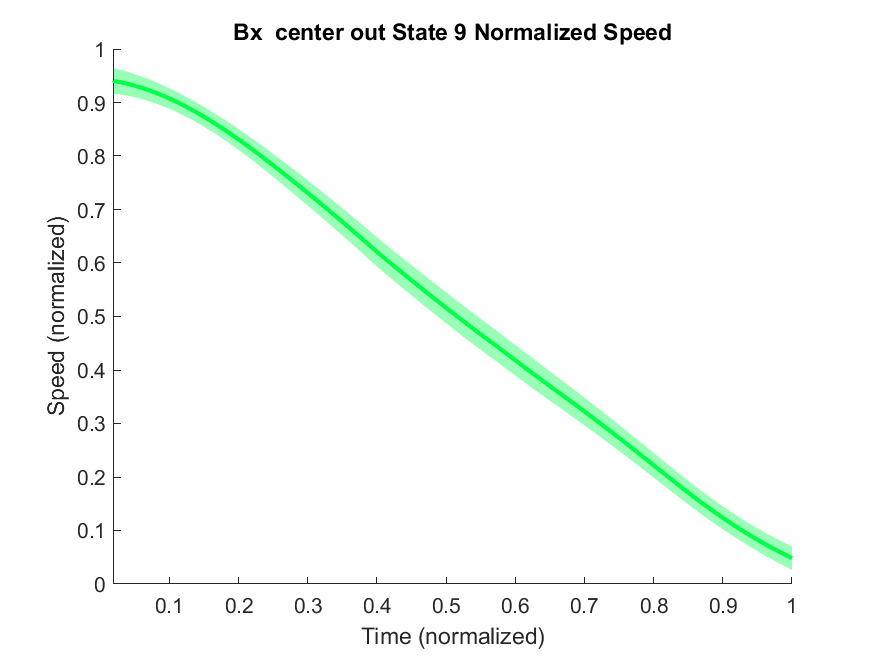 Bx  center out State 9 Normalized Speed
1
0.9
0.8
0.7
0.6
0.5
0.4
0.3
0.2
0.1
0
Speed (normalized)
0.1 0.2 0.3 0.4 0.5 0.6 0.7 0.8 0.9 1
Time (normalized)